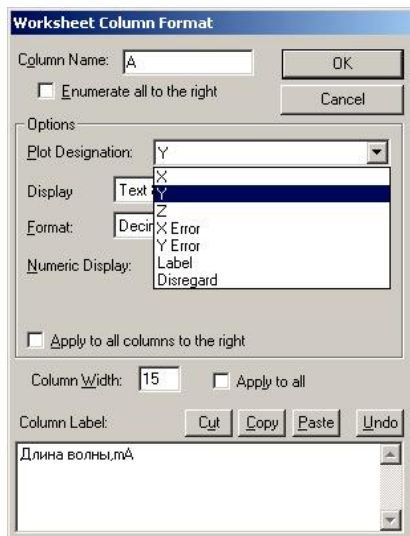 Worksheet Column Format
Column Name: A
OK
Enumerate all to the right
Cancel
Options
Plot Designation: Y
X
Display Text
Y
Z
Format: Decir
X Error
Y Error
Numeric Display:
Label
Disregard
Apply to all columns to the right
Column Width: 15
Apply to all
Column Label:
Cut
Copy
Paste
Undo
Длина волны,mA